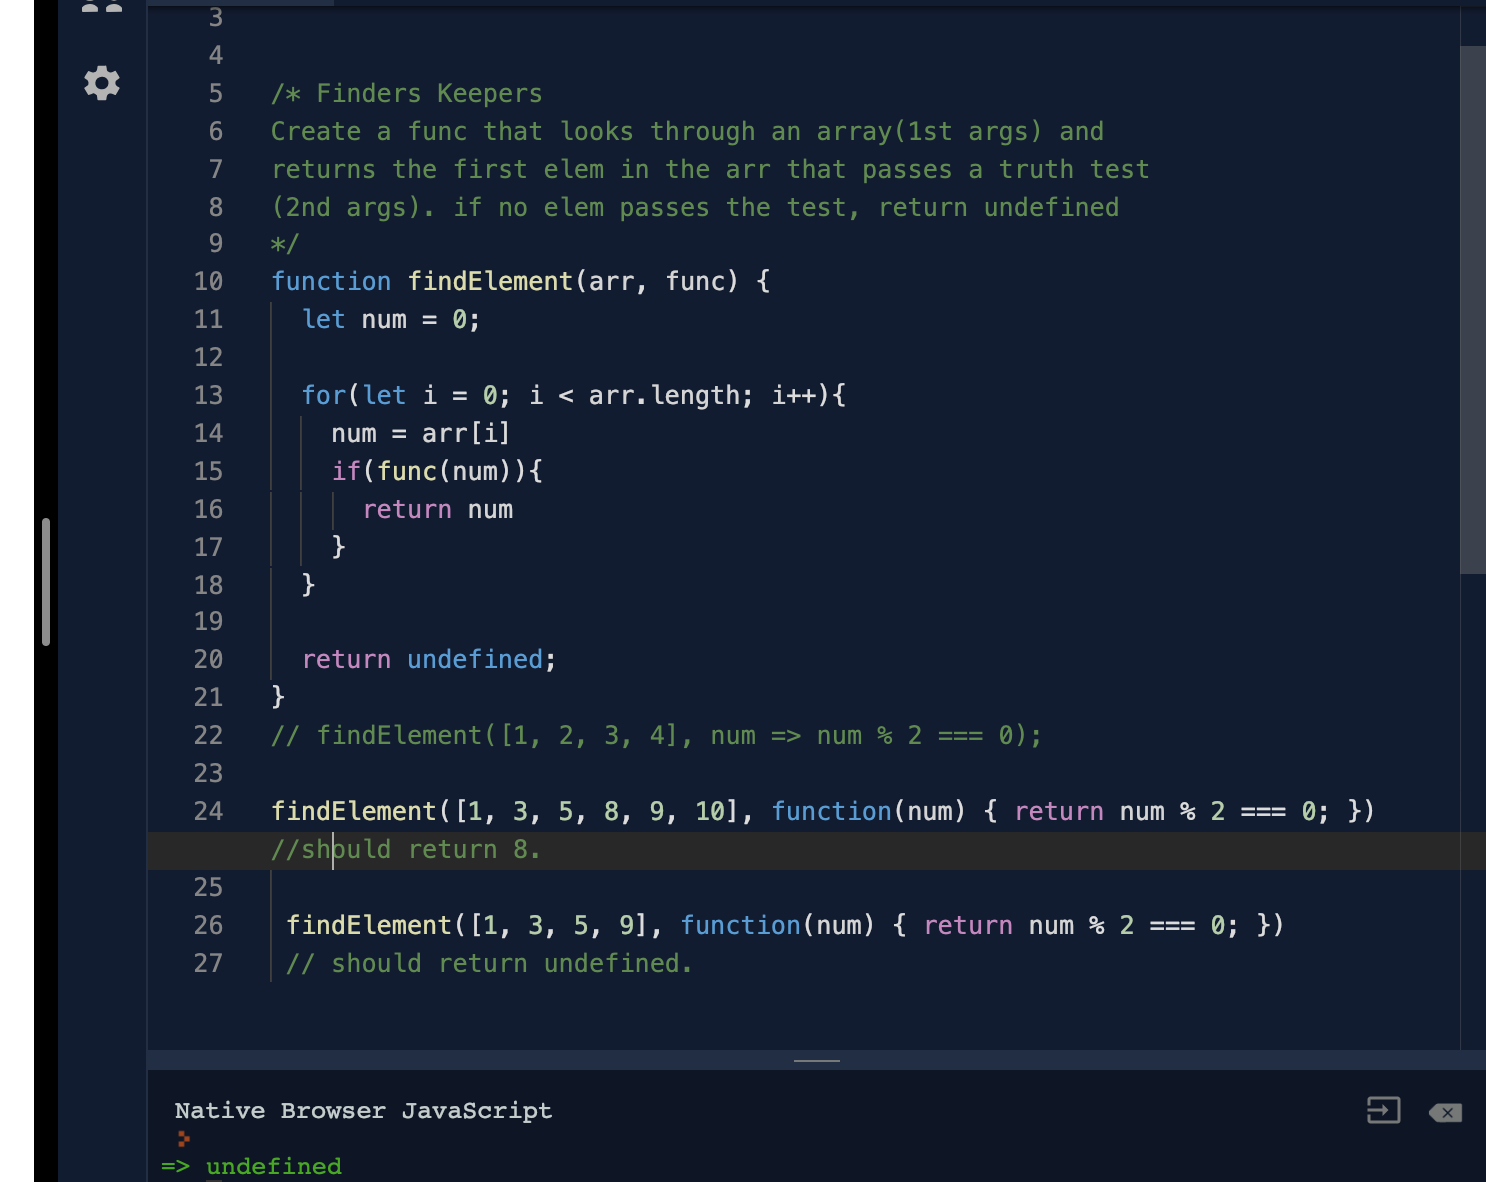 3
4
5 /* Finders Keepers
6 Create a func that looks through an array(1st args) and
7 returns the first elem in the arr that passes a truth test
8 (2nd args). if no elem passes the test, return undefined
9 */
10 function findElement(arr, func) {
11 let num = 0;
12
13 for(let i = 0; i < arr.length; i++){
14 num = arr[i]
15 if(func(num)){
16 return num
17 }
18 }
19
20 return undefined;
21 }
22 // findElement([1, 2, 3, 4], num => num % 2 === 0);
23
24 findElement([1, 3, 5, 8, 9, 10], function(num) { return num % 2 === 0; })
//should return 8.
25
26 findElement([1, 3, 5, 9], function(num) { return num % 2 === 0; })
27 // should return undefined.
Native Browser JavaScript
=> undefined